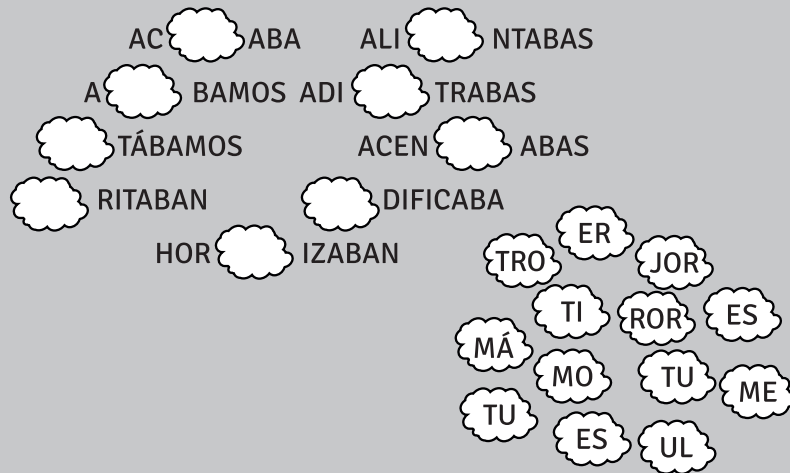 AC ABA ALI NTABAS
A BAMOS ADI TRABAS
TÁBAMOS ACEN ABAS
RITABAN DIFICABA
HOR IZABAN
ER
TRO JOR
TI ROR ES
MÁ
MO TU ME
TU
ES UL